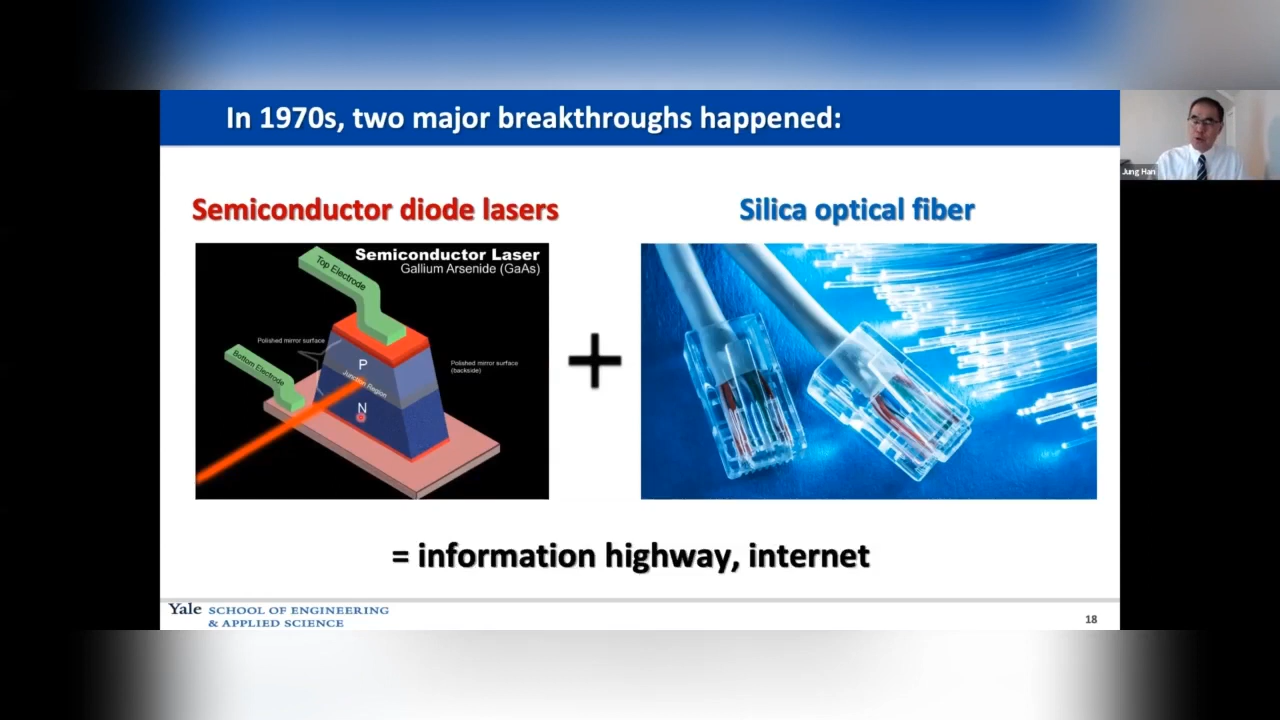 In 1970s, two major breakthroughs happened:
Jung Han
Semiconductor diode lasers
Silica optical fiber
Semiconductor Laser
Gallium Arsenide (GaAs)
Top Electrode
Polished mirror surface
Bottom Electrode
P
Junction Region
N
Polished mirror surface
(backside)
+
= information highway, internet
Yale SCHOOL OF ENGINEERING
& APPLIED SCIENCE
18